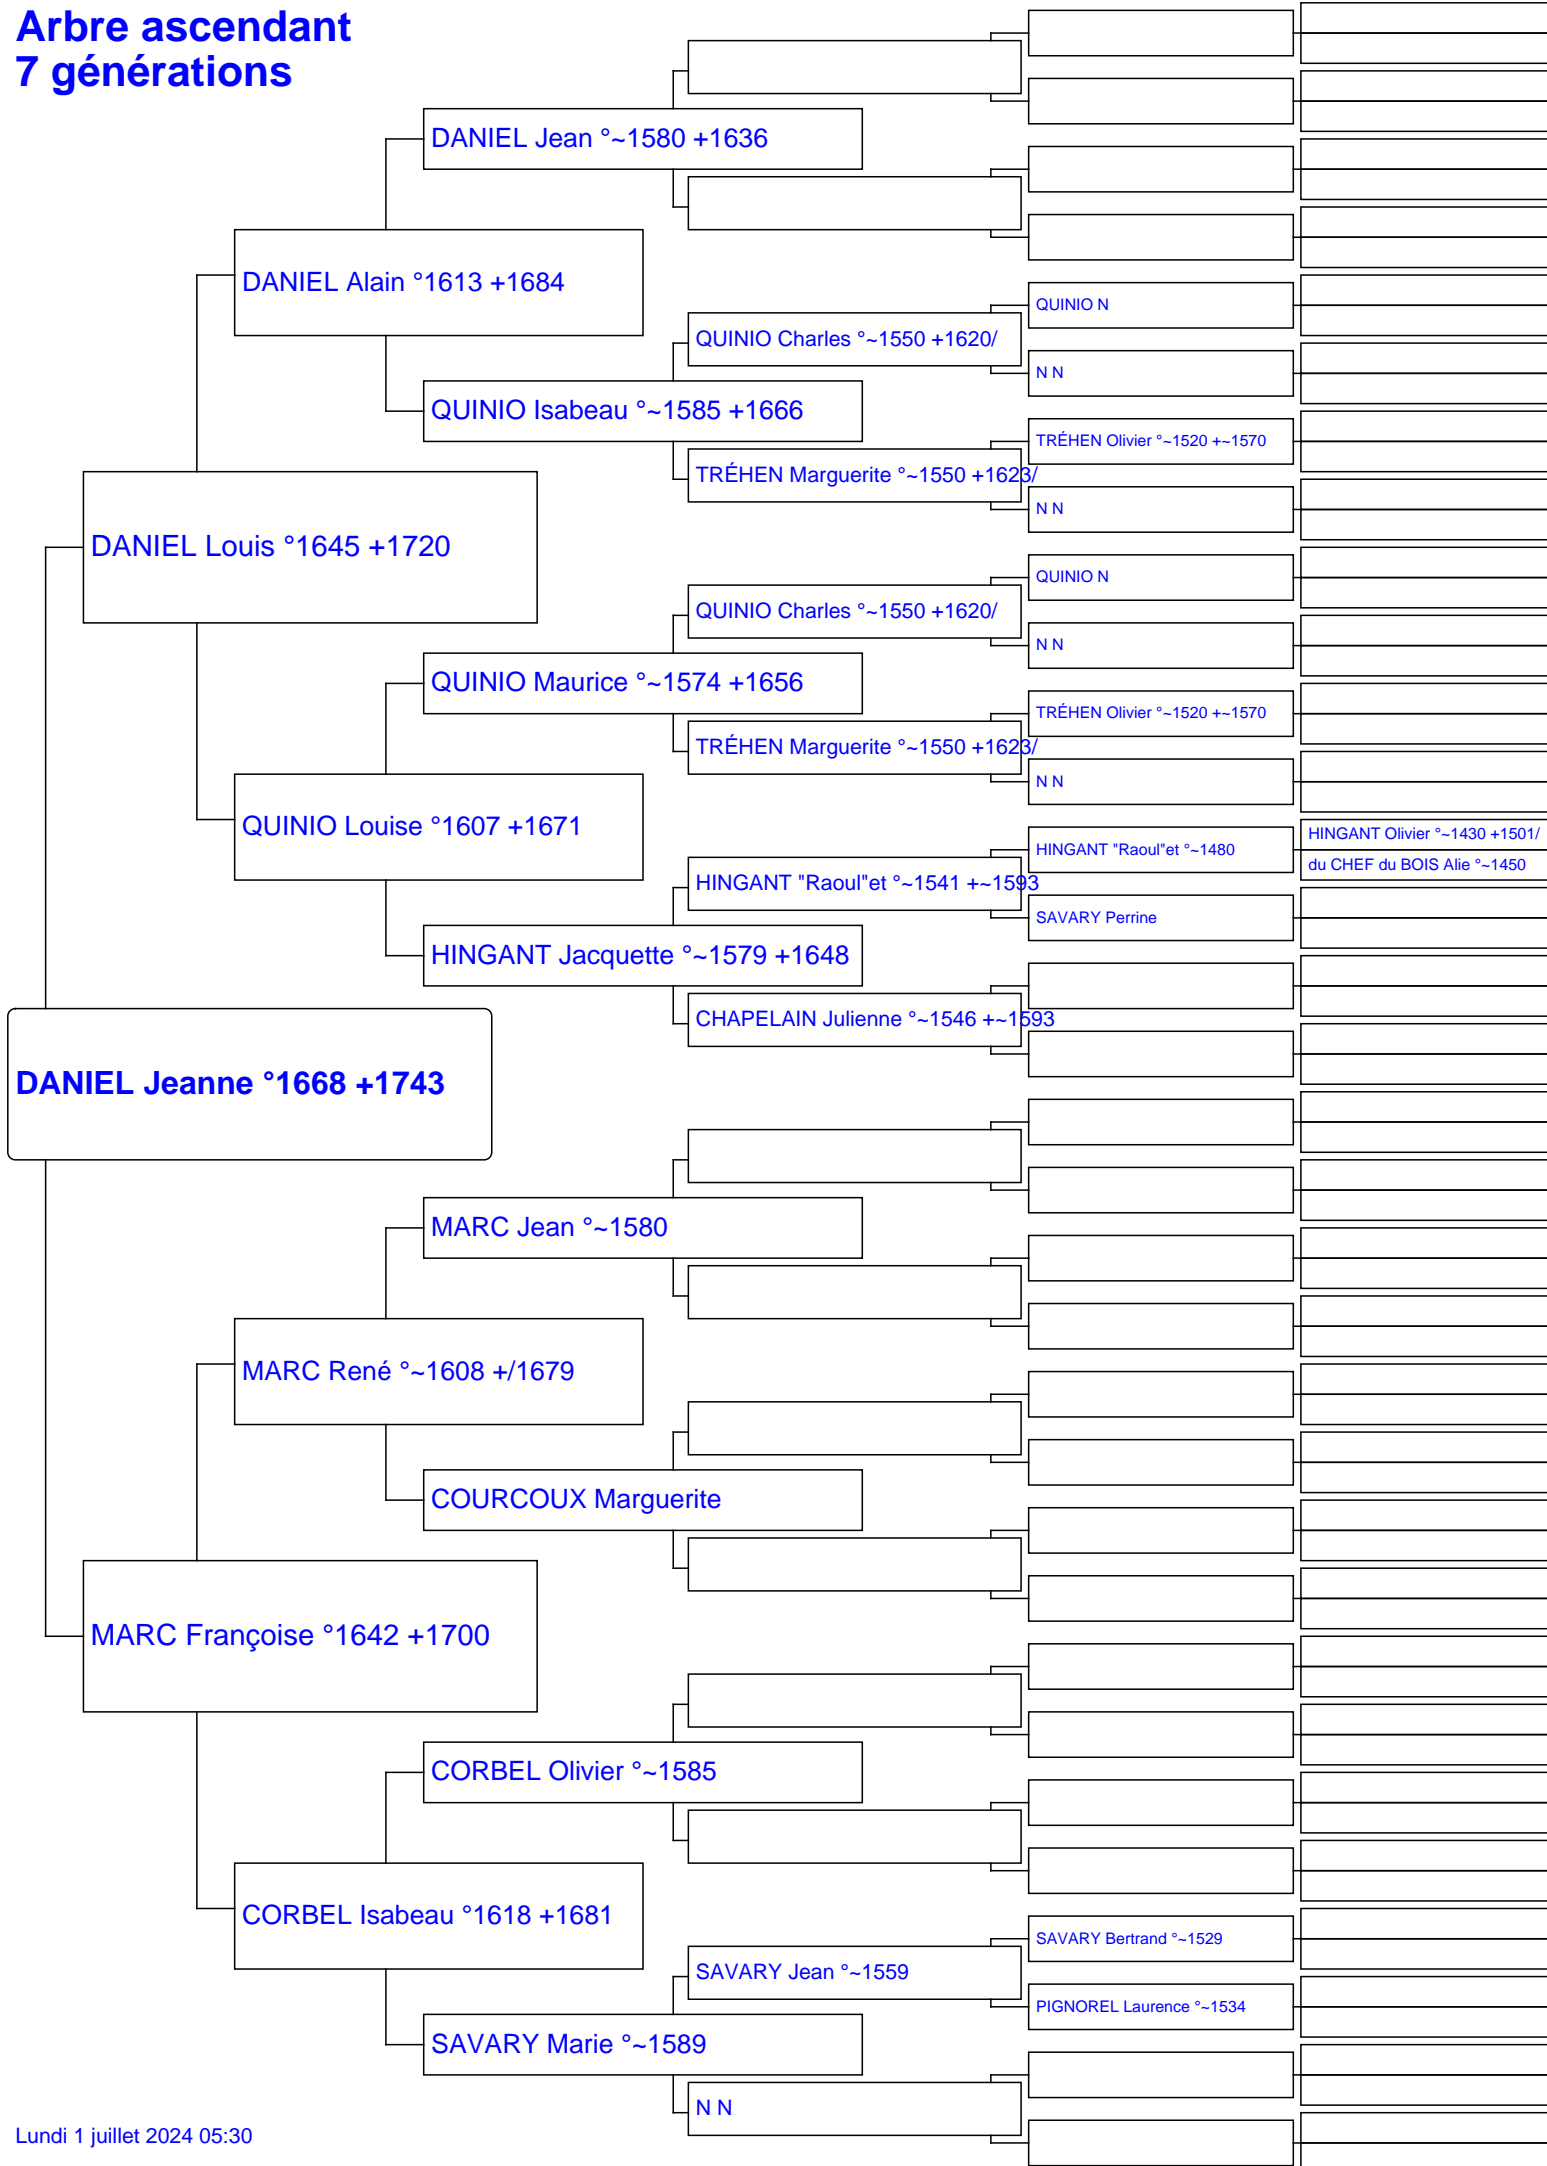 Arbre ascendant
7 générations
DANIEL Jean °~1580 +1636
DANIEL Alain °1613 +1684
QUINIO N
QUINIO Charles °~1550 +1620/
N N
QUINIO Isabeau °~1585 +1666
TRÉHEN Olivier °~1520 +~1570
TRÉHEN Marguerite °~1550 +1623/
N N
DANIEL Louis °1645 +1720
QUINIO N
QUINIO Charles °~1550 +1620/
N N
QUINIO Maurice °~1574 +1656
TRÉHEN Olivier °~1520 +~1570
TRÉHEN Marguerite °~1550 +1623/
N N
QUINIO Louise °1607 +1671
HINGANT Olivier °~1430 +1501/
HINGANT "Raoul"et °~1480
du CHEF du BOIS Alie °~1450
HINGANT "Raoul"et °~1541 +~1593
SAVARY Perrine
HINGANT Jacquette °~1579 +1648
CHAPELAIN Julienne °~1546 +~1593
DANIEL Jeanne °1668 +1743
MARC Jean °~1580
MARC René °~1608 +/1679
COURCOUX Marguerite
MARC Françoise °1642 +1700
CORBEL Olivier °~1585
CORBEL Isabeau °1618 +1681
SAVARY Bertrand °~1529
SAVARY Jean °~1559
PIGNOREL Laurence °~1534
SAVARY Marie °~1589
N N
Lundi 1 juillet 2024 05:30